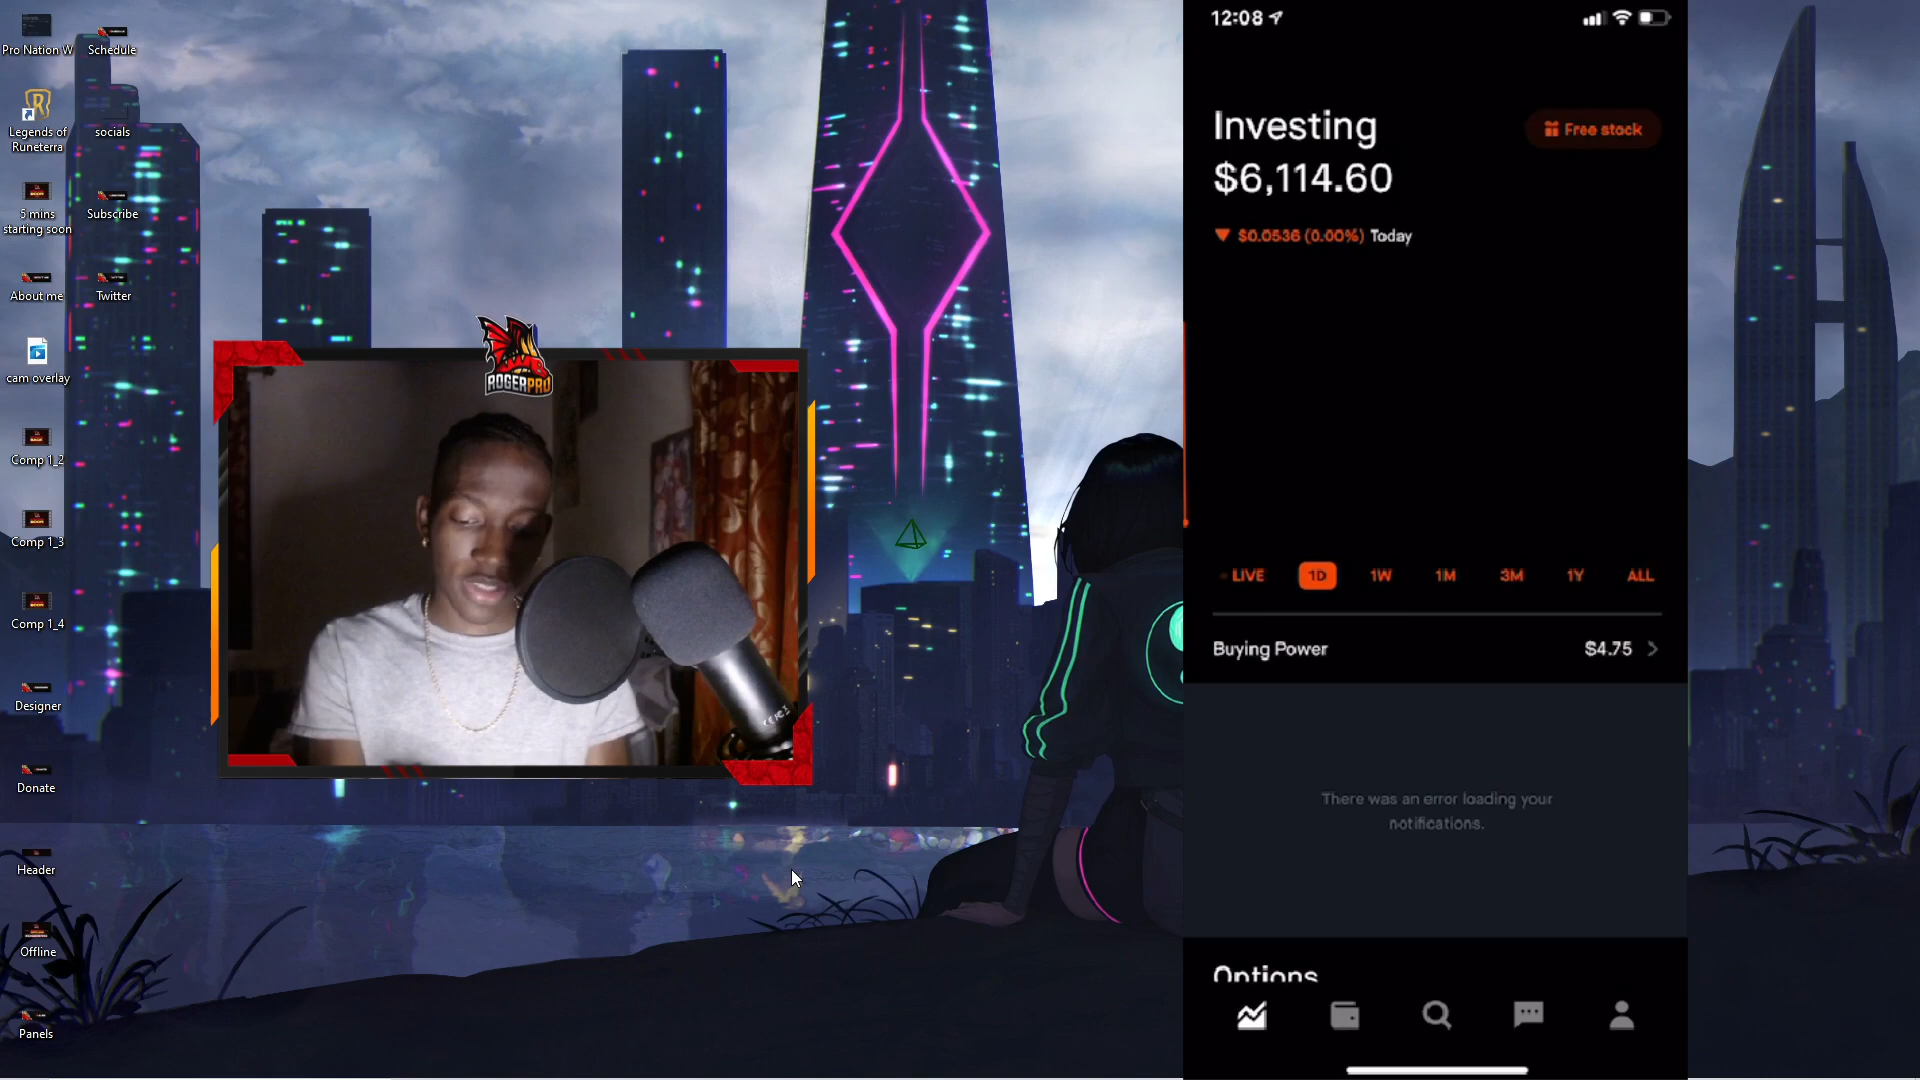 Pro Nation W
Schedule
Legends of
Runeterra
socials
5 mins
starting soon
Subscribe
About me
Twitter
cam overlay
Comp 1_2
Comp 1_3
Comp 1_4
Designer
Donate
Header
Offline
Panels
ROGERPRO
12:08
Investing
Free stock
$6,114.60
$0.0536 (0.00%) Today
LIVE 1D 1W 1M 3M 1Y ALL
Buying Power $4.75
There was an error loading your
notifications.
Options